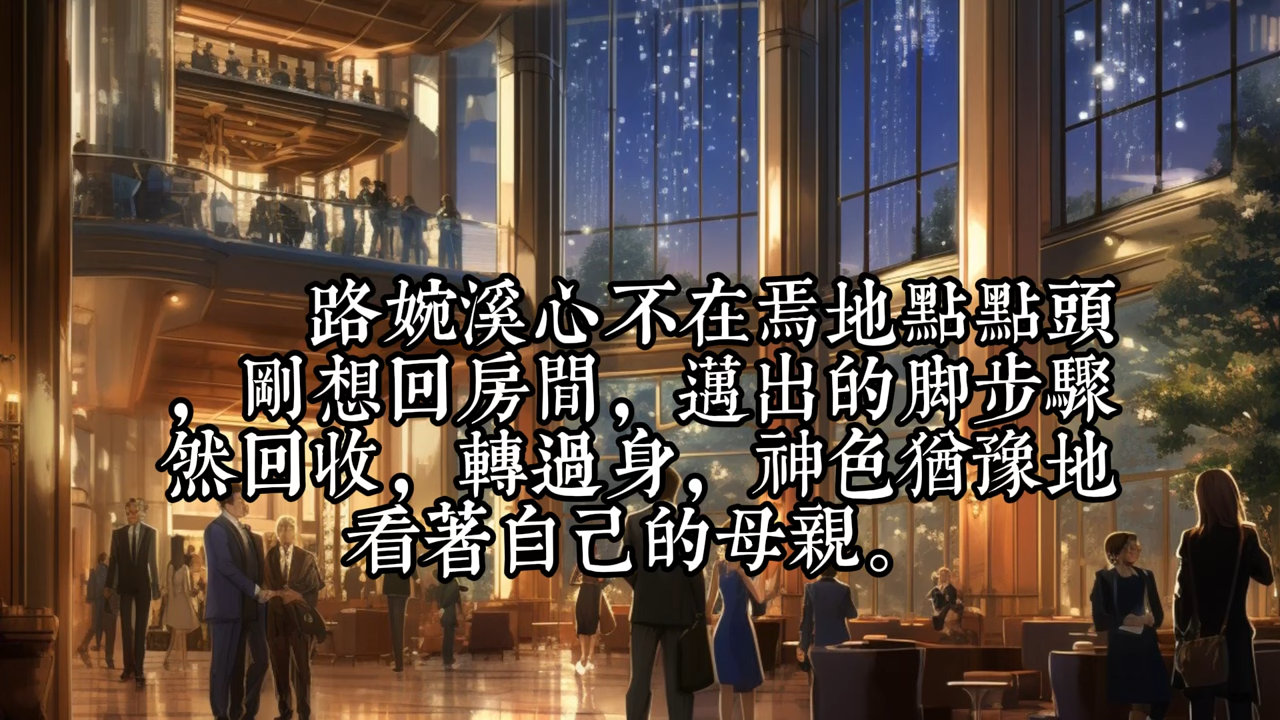 路婉溪心不在焉地點點頭
，剛想回房間，邁出的脚步驟
然回收，轉過身，神色猶豫地
看著自己的母親。